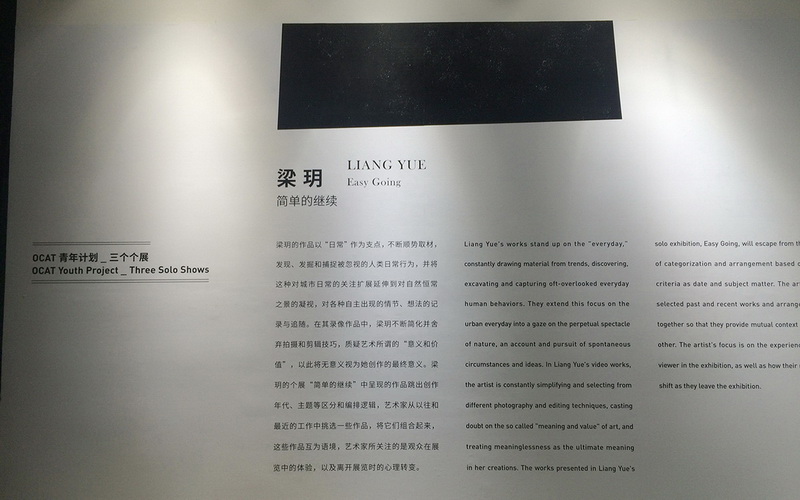 OCAT 青年计划 _ 三个个展
OCAT Youth Project _ Three Solo Shows
梁玥
LIANG YUE
Easy Going
简单的继续
梁玥的作品以“日常”作为支点，不断顺势取材，
发现、发掘和捕捉被忽视的人类日常行为，并将
这种对城市日常的关注扩展延伸到对自然恒常
之景的凝视，对各种自主出现的情节、想法的记
录与追随。在其录像作品中，梁玥不断简化并舍
弃拍摄和剪辑技巧，质疑艺术所谓的“意义和价
值”，以此将无意义视为她创作的最终意义。梁
玥的个展“简单的继续”中呈现的作品跳出创作
年代、主题等区分和编排逻辑，艺术家从以往和
最近的工作中挑选一些作品，将它们组合起来，
这些作品互为语境，艺术家所关注的是观众在展
览中的体验，以及离开展览时的心理转变。
Liang Yue's works stand up on the "everyday,"
constantly drawing material from trends, discovering,
excavating and capturing oft-overlooked everyday
human behaviors. They extend this focus on the
urban everyday into a gaze on the perpetual spectacle
of nature, an account and pursuit of spontaneous
circumstances and ideas. In Liang Yue's video works,
the artist is constantly simplifying and selecting from
different photography and editing techniques, casting
doubt on the so called "meaning and value" of art, and
treating meaninglessness as the ultimate meaning
in her creations. The works presented in Liang Yue's
solo exhibition, Easy Going, will escape from
of categorization and arrangement based
criteria as date and subject matter. The
selected past and recent works and
together so that they provide mutual context
other. The artist's focus is on the
viewer in the exhibition, as well as how their
shift as they leave the exhibition.